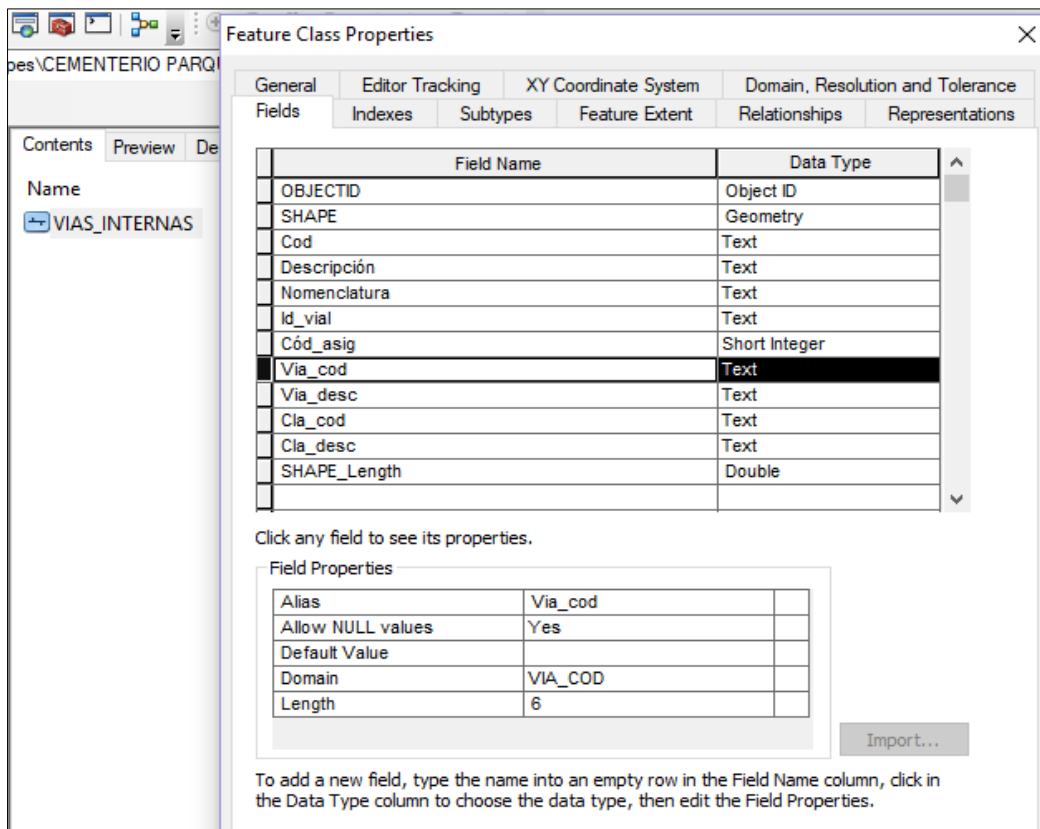 Feature Class Properties
pes\CEMENTERIO PARQU
General Editor Tracking XY Coordinate System Domain, Resolution and Tolerance
Fields Indexes Subtypes Feature Extent Relationships Representations
Contents Preview De
Name
VIAS_INTERNAS
Field Name Data Type
OBJECTID Object ID
SHAPE Geometry
Cod Text
Descripción Text
Nomenclatura Text
Id_vial Text
Cód_asig Short Integer
Via_cod Text
Via_desc Text
Cla_cod Text
Cla_desc Text
SHAPE_Length Double
Click any field to see its properties.
Field Properties
Alias Via_cod
Allow NULL values Yes
Default Value
Domain VIA_COD
Length 6
Import...
To add a new field, type the name into an empty row in the Field Name column, click in
the Data Type column to choose the data type, then edit the Field Properties.